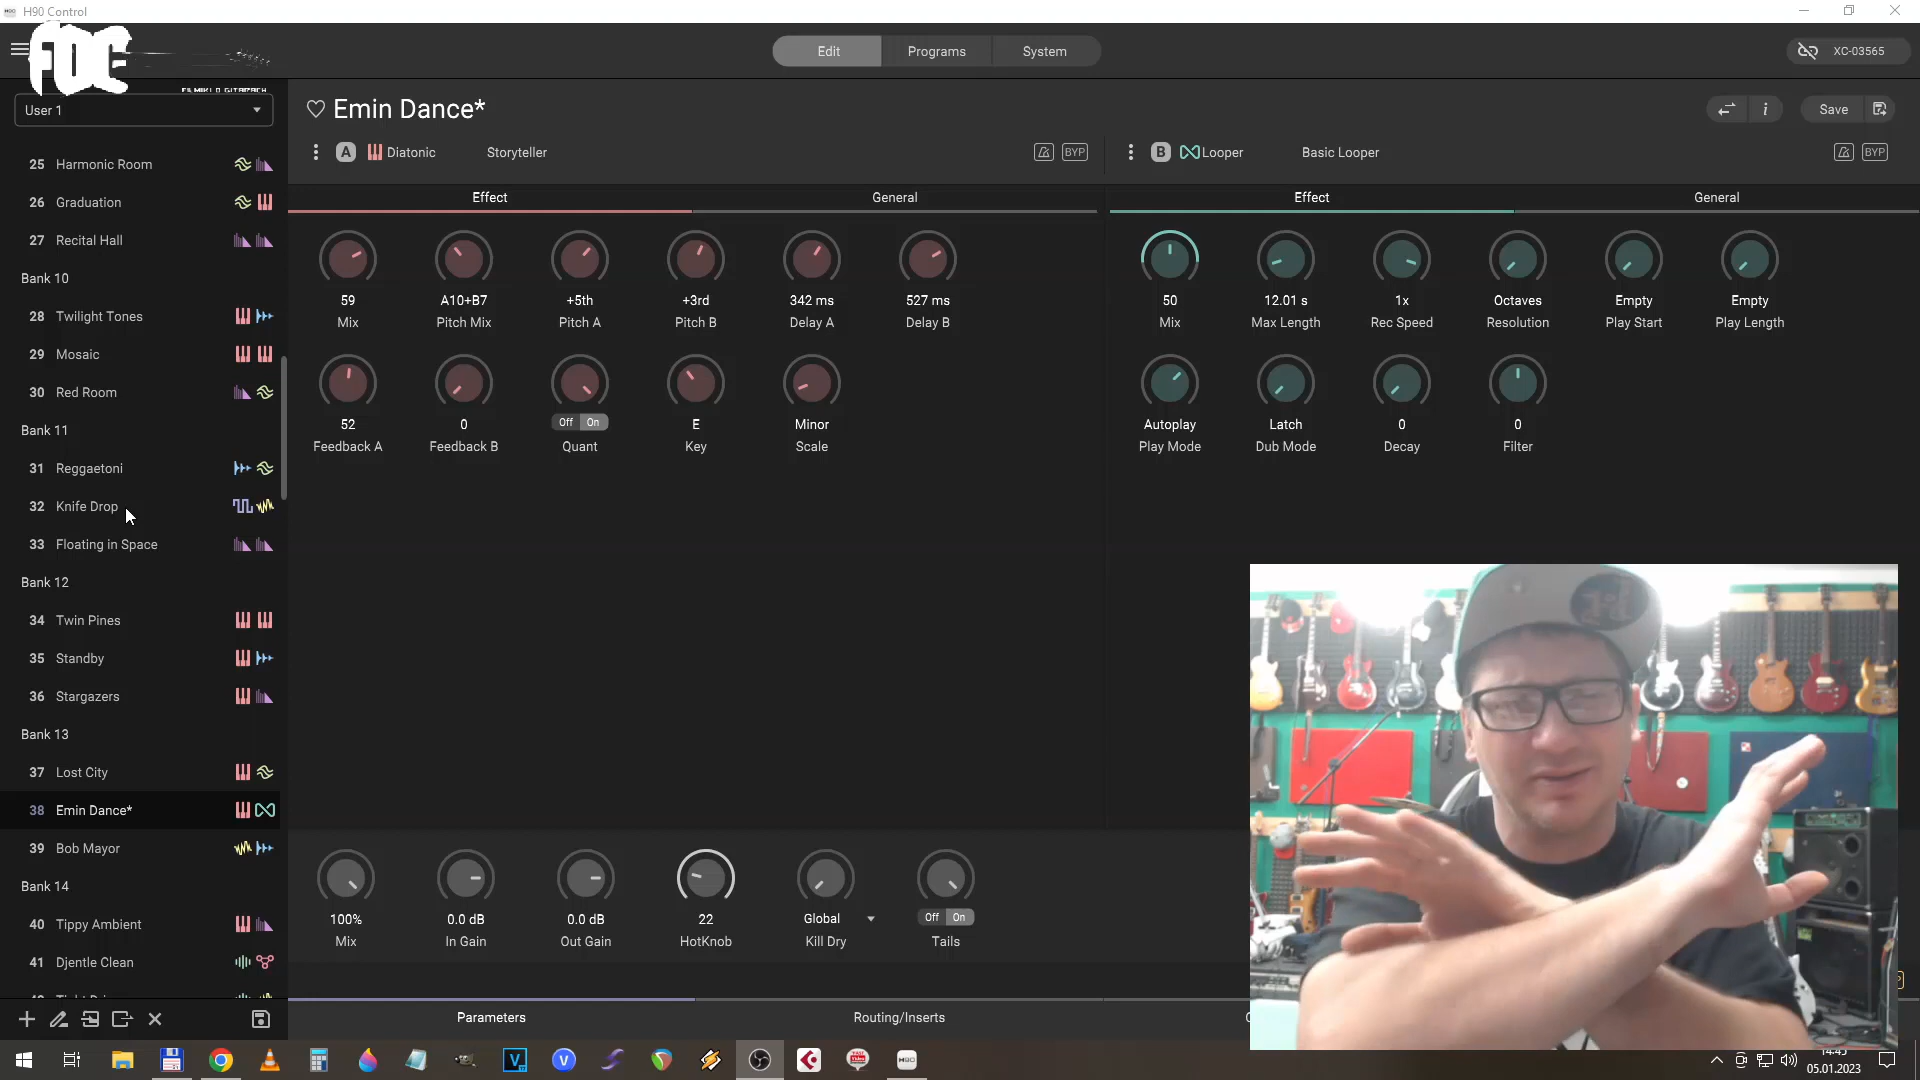 H90 Control
FDG
FILMIKI O GITARACH
Edit
Programs
System
XC-03565
User 1
Emin Dance*
Save
A Diatonic
Storyteller
BYP
B Looper
Basic Looper
BYP
Effect
General
Effect
General
25 Harmonic Room
26 Graduation
27 Recital Hall
Bank 10
28 Twilight Tones
29 Mosaic
30 Red Room
Bank 11
31 Reggaetoni
32 Knife Drop
33 Floating in Space
Bank 12
34 Twin Pines
35 Standby
36 Stargazers
Bank 13
37 Lost City
38 Emin Dance*
39 Bob Mayor
Bank 14
40 Tippy Ambient
41 Djentle Clean
59
A10+B7
+5th
+3rd
342 ms
527 ms
Mix
Pitch Mix
Pitch A
Pitch B
Delay A
Delay B
Off On
52
0
E
Minor
Feedback A
Feedback B
Quant
Key
Scale
50
12.01 s
1x
Octaves
Empty
Empty
Mix
Max Length
Rec Speed
Resolution
Play Start
Play Length
Autoplay
Latch
0
0
Play Mode
Dub Mode
Decay
Filter
100%
0.0 dB
0.0 dB
22
Global
Off On
Mix
In Gain
Out Gain
HotKnob
Kill Dry
Tails
Parameters
Routing/Inserts
14:45
05.01.2023